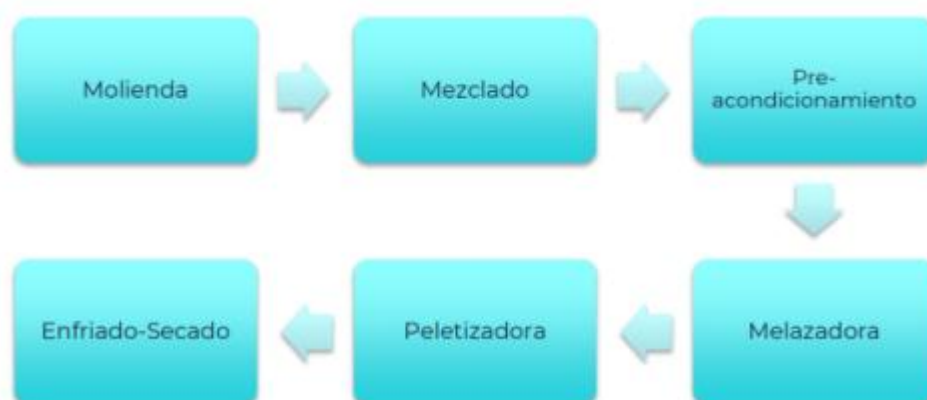 Molienda
Mezclado
Pre-
acondicionamiento
Melazadora
Peletizadora
Enfriado-Secado